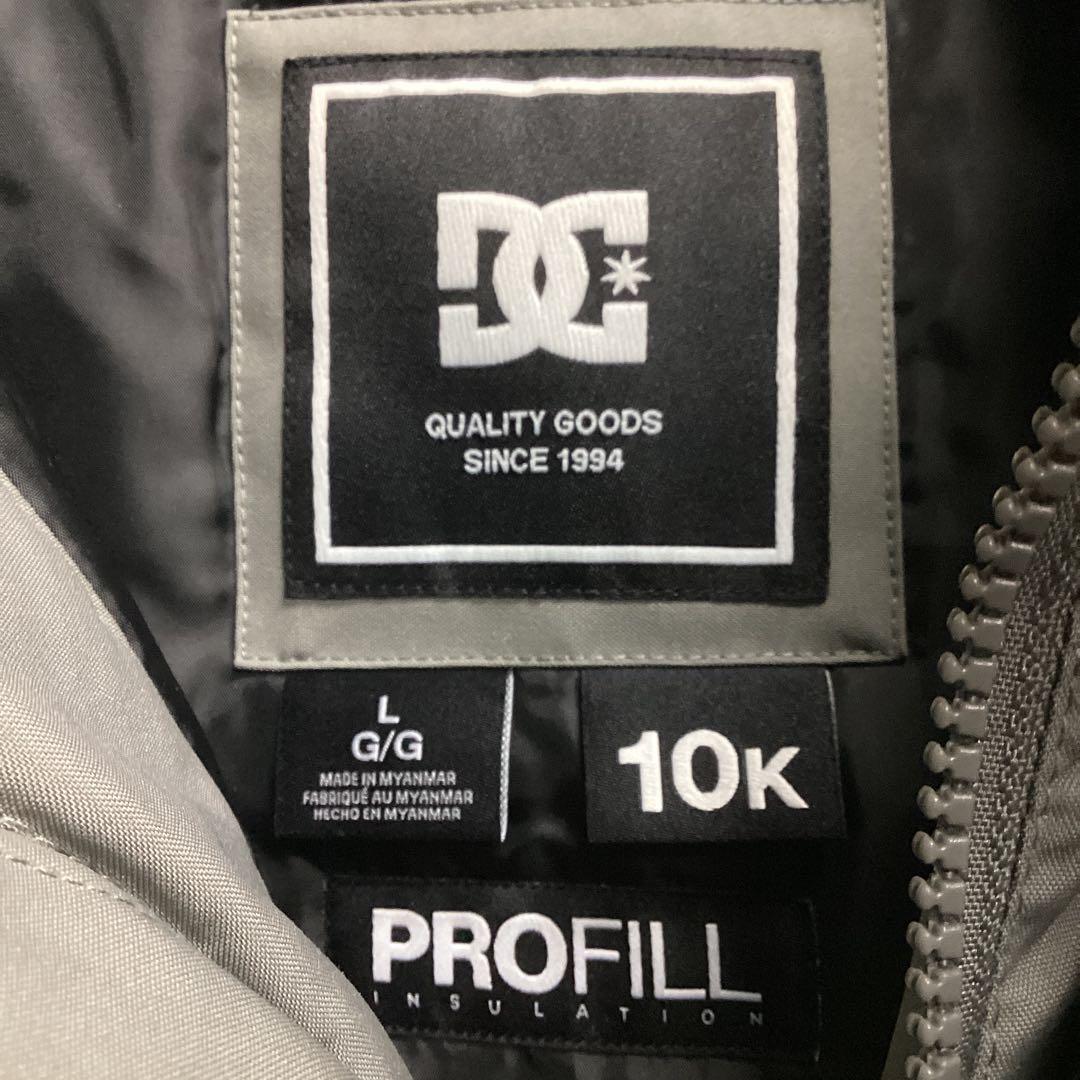 DC
QUALITY GOODS
SINCE 1994
L
G/G
MADE IN MYANMAR
FABRIQUÉ AU MYANMAR
HECHO EN MYANMAR
10K
PROFILL
INSULATION